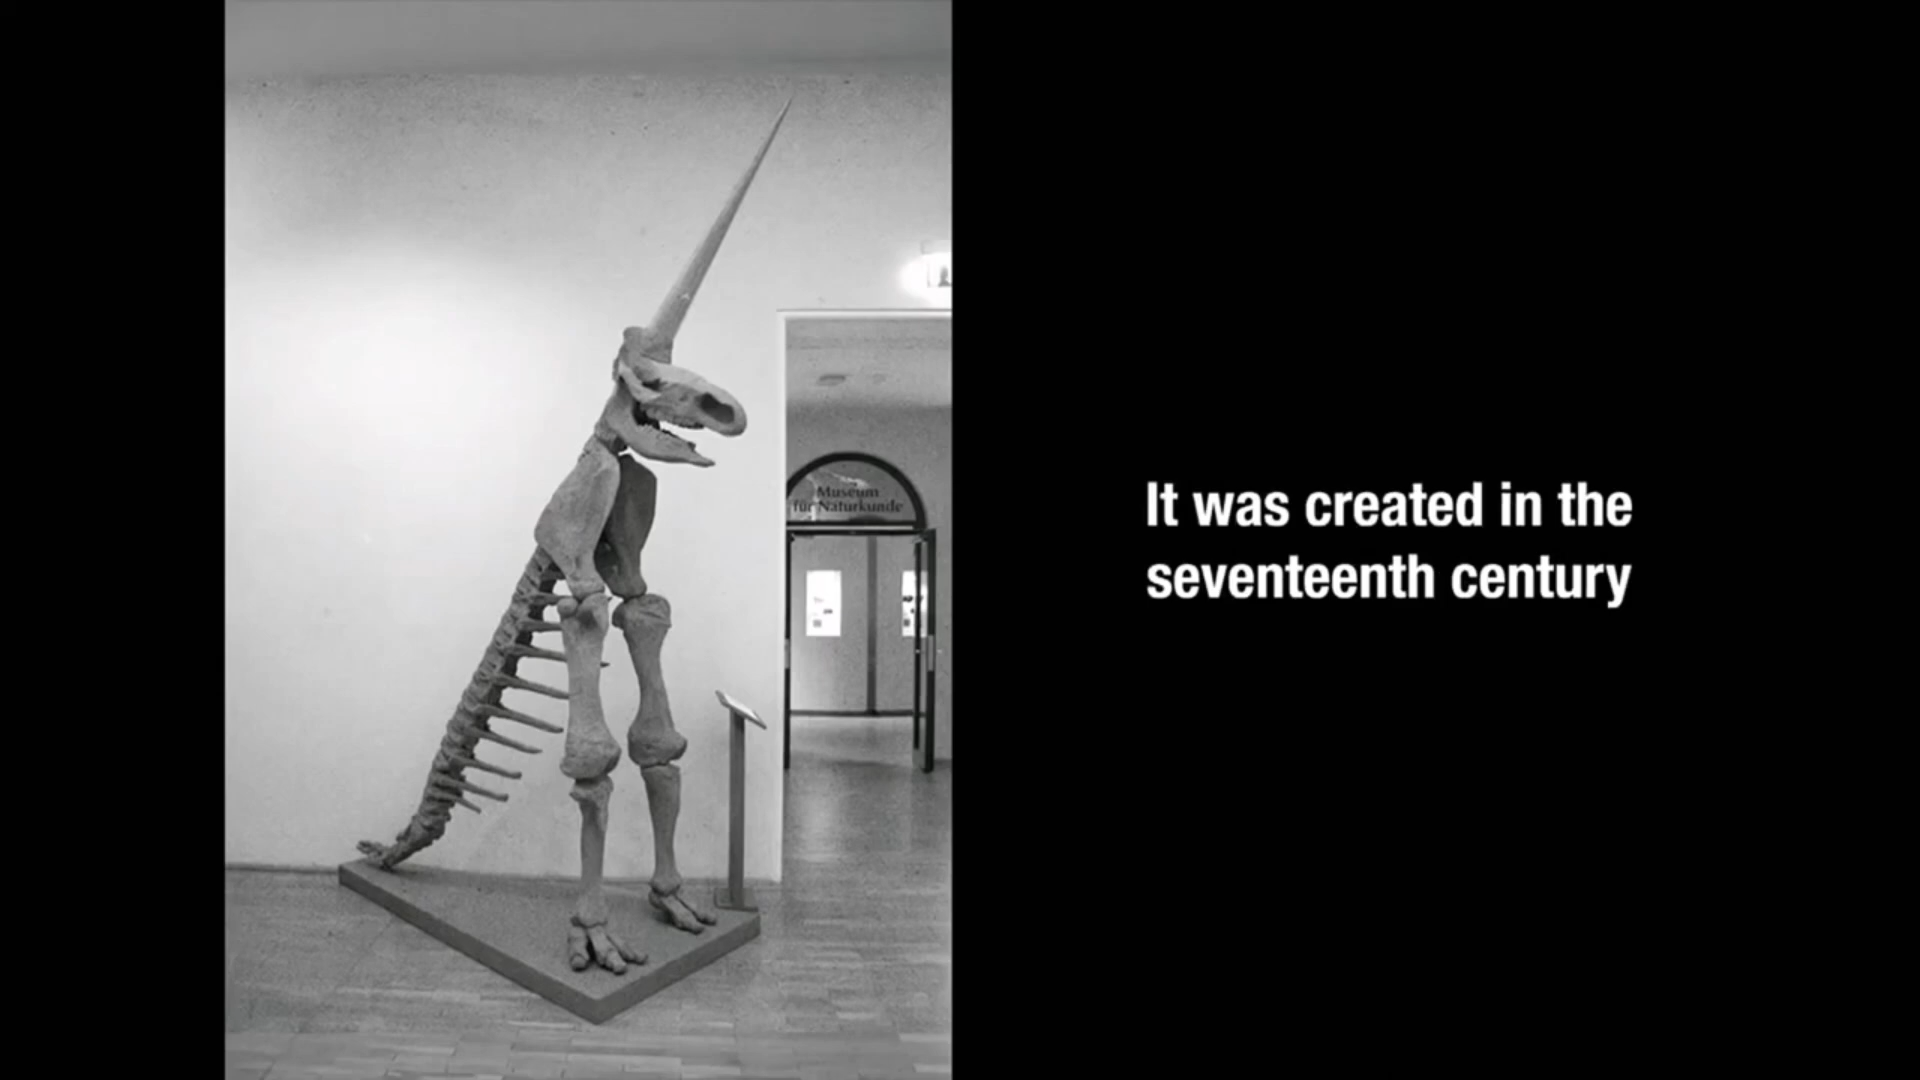 Museum
für Naturkunde
It was created in the
seventeenth century